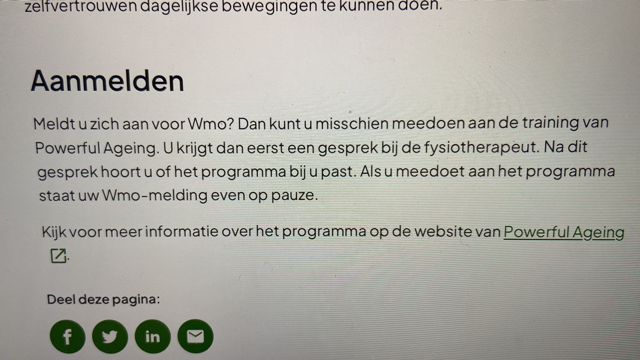 zelfvertrouwen dagelijkse bewegingen te kunnen doen.
Aanmelden
Meldt u zich aan voor Wmo? Dan kunt u misschien meedoen aan de training van
Powerful Ageing. U krijgt dan eerst een gesprek bij de fysiotherapeut. Na dit
gesprek hoort u of het programma bij u past. Als u meedoet aan het programma
staat uw Wmo-melding even op pauze.
Kijk voor meer informatie over het programma op de website van Powerful Ageing
.
Deel deze pagina: